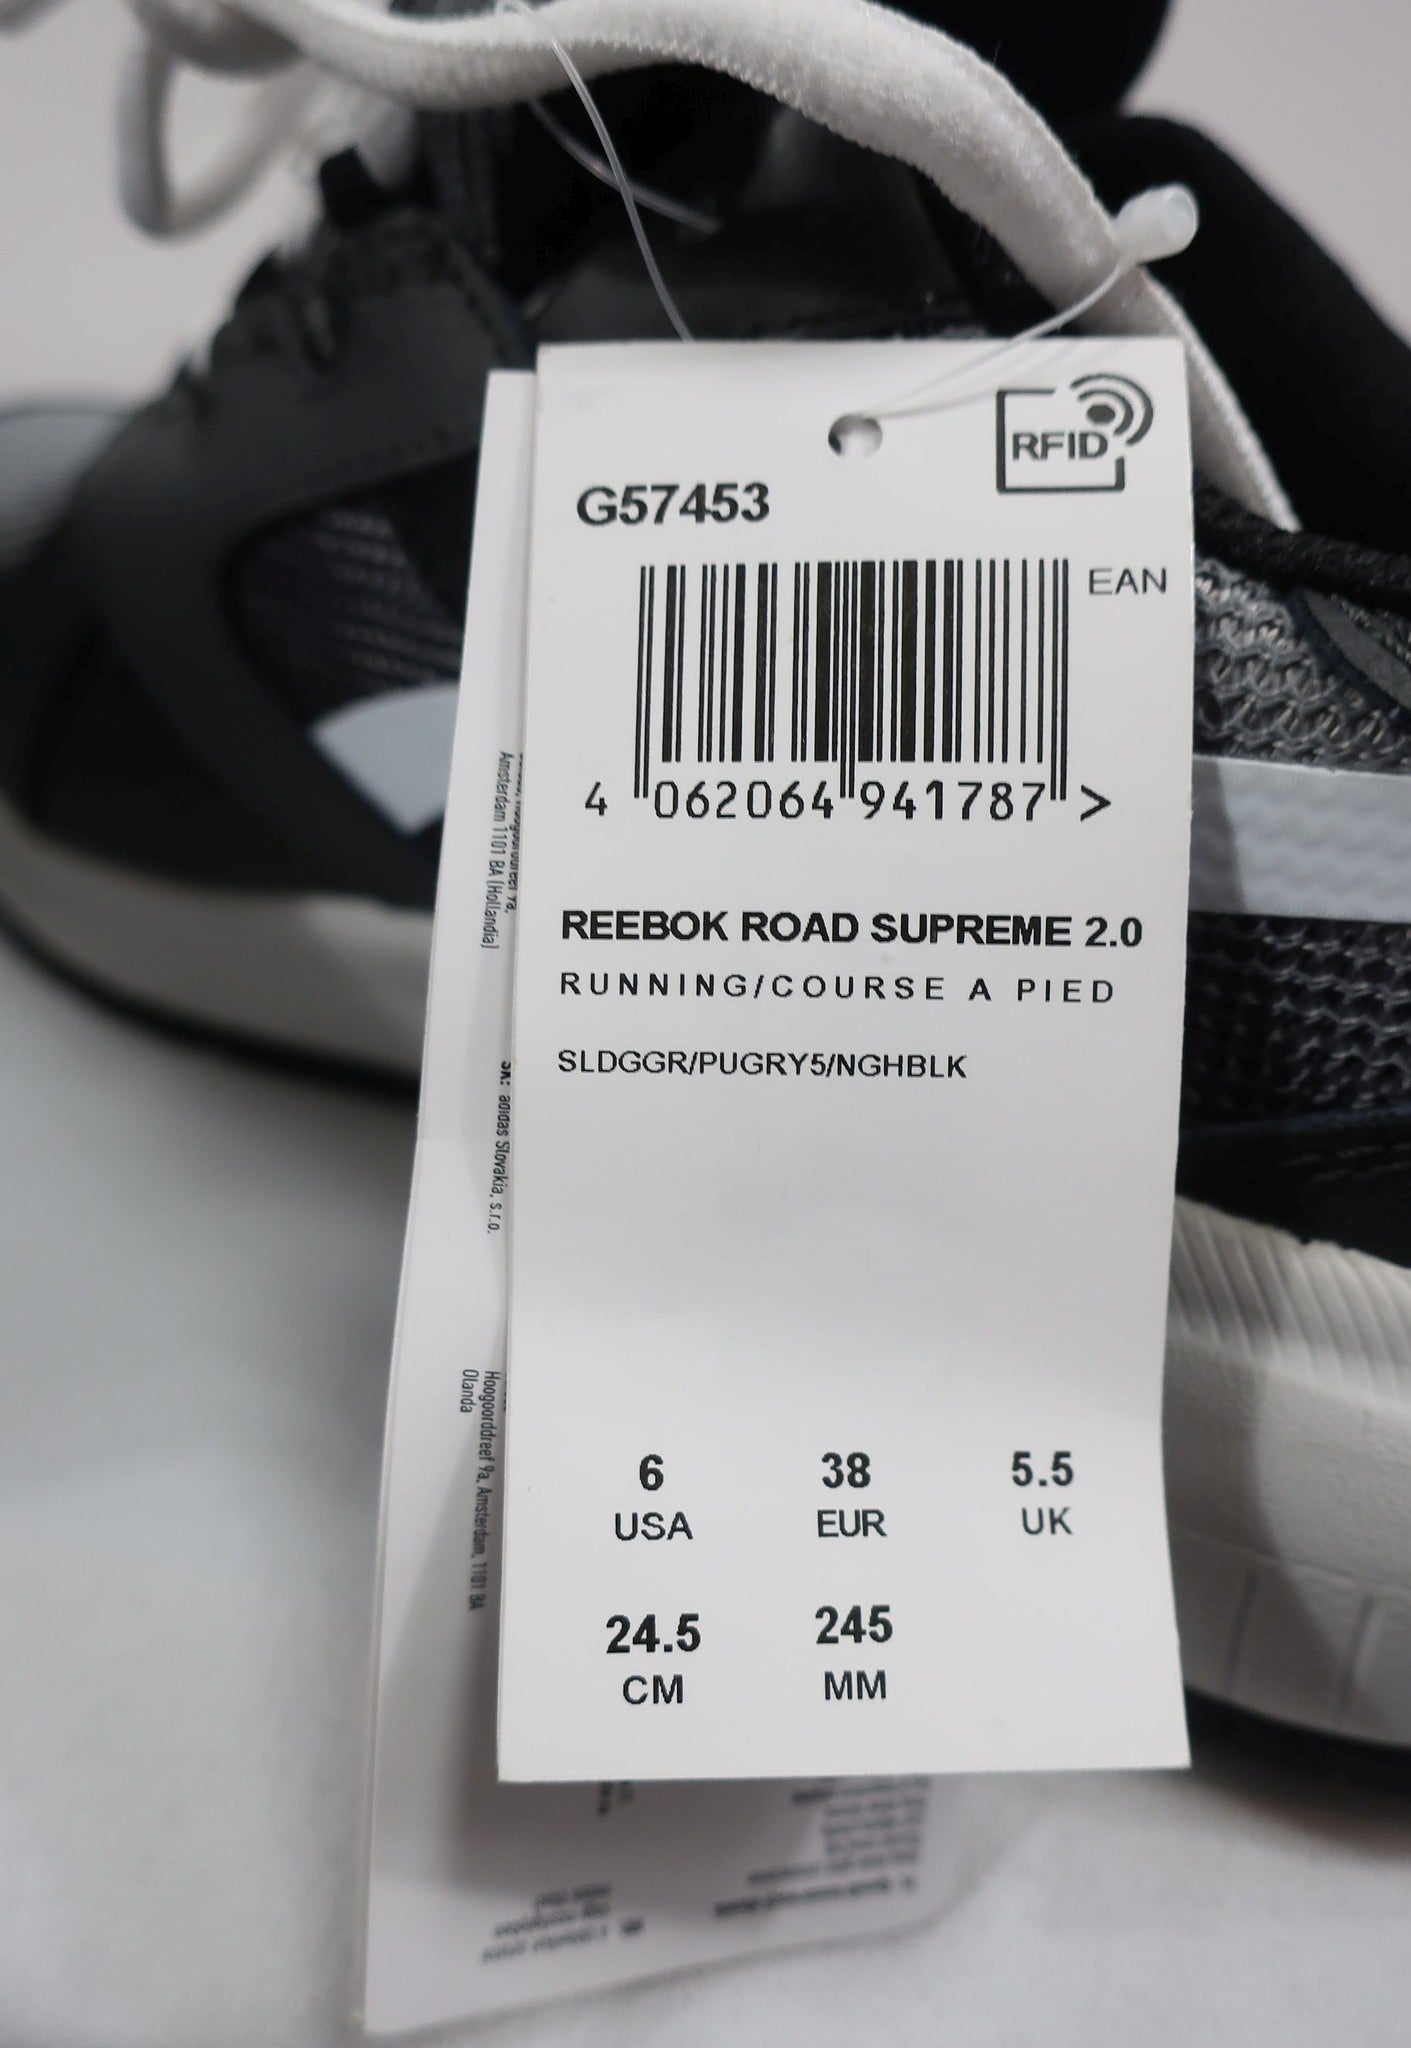 RFID
G57453
EAN
4 062064 941787 >
REEBOK ROAD SUPREME 2.0
RUNNING/COURSE A PIED
SLDGGR/PUGRY5/NGHBLK
6 38 5.5
USA EUR UK
24.5 245
CM MM
Amsterdam 1101 BA (Hollandia)
SK: adidas Slovakia, s.r.o.
Hoogoorddreef 9a, Amsterdam, 1101 BA
Olanda